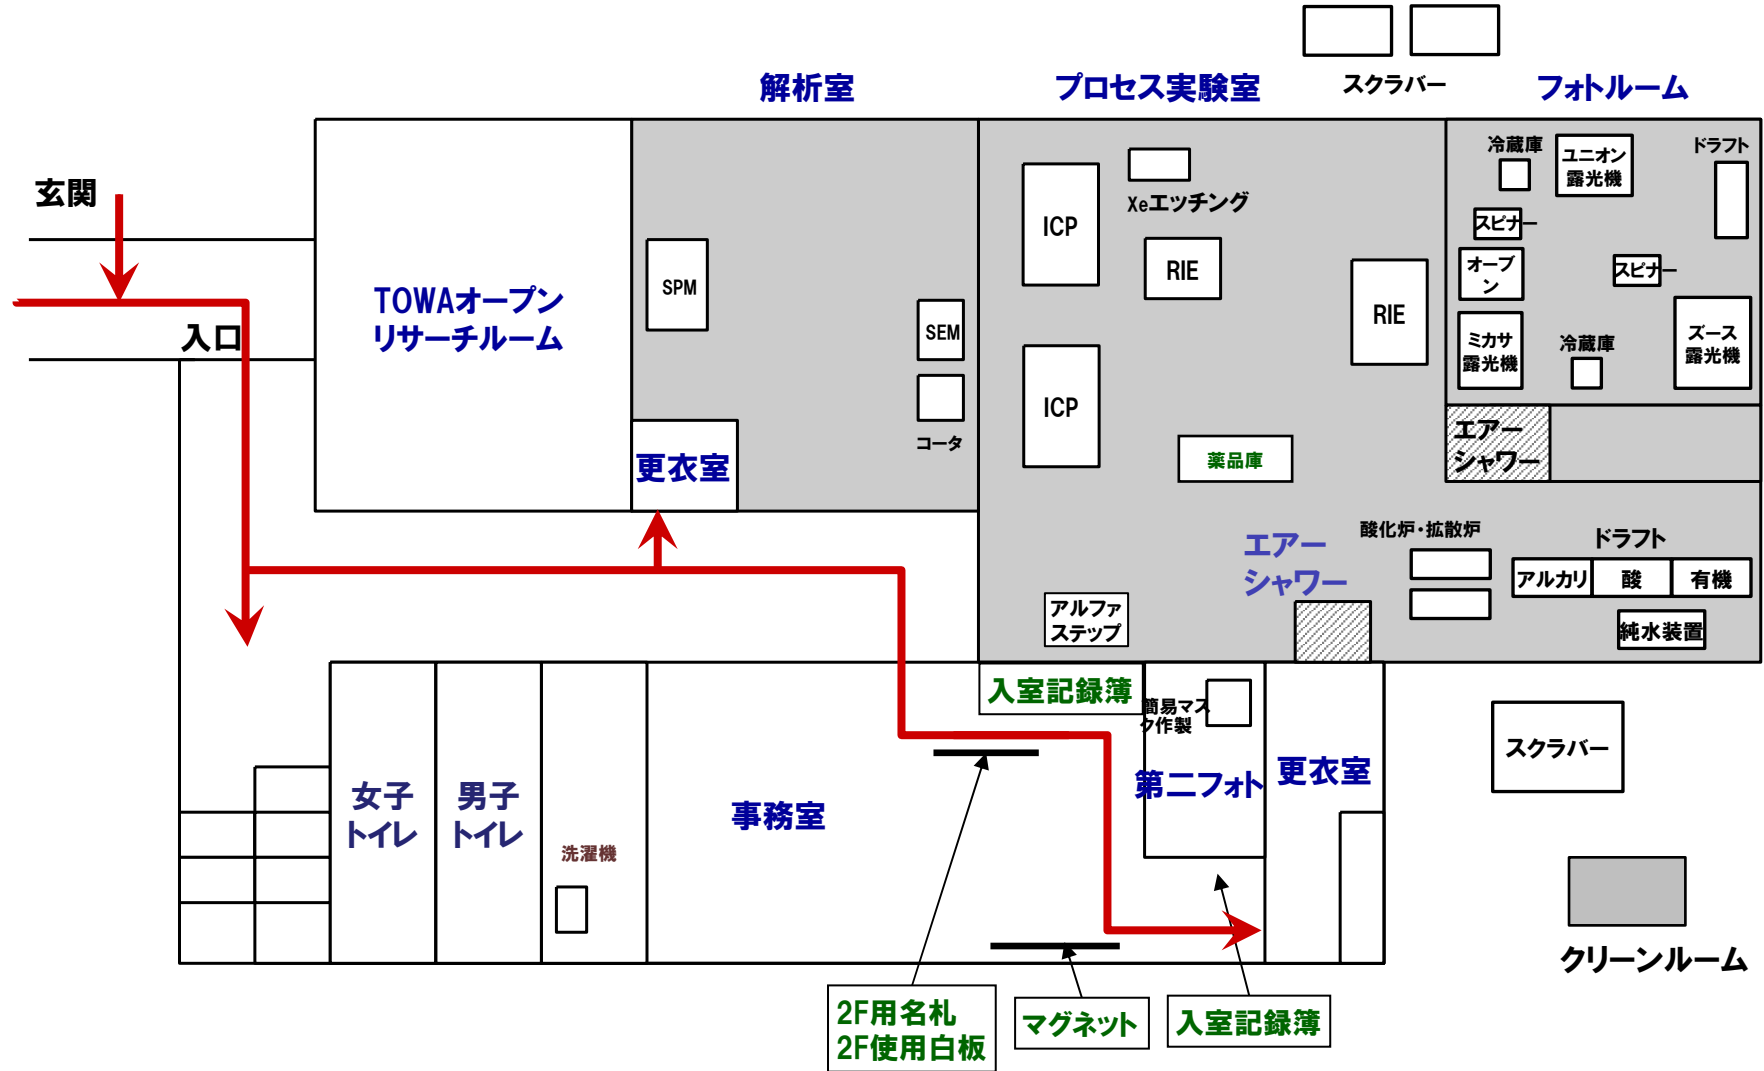 スクラバー
解析室
プロセス実験室
フォトルーム
玄関
入口
TOWAオープン
リサーチルーム
SPM
SEM
コータ
更衣室
ICP
Xeエッチング
RIE
RIE
ICP
薬品庫
冷蔵庫
ユニオン
露光機
ドラフト
スピナー
オーブ
ン
スピナー
ミカサ
露光機
冷蔵庫
ズース
露光機
エアー
シャワー
エアー
シャワー
酸化炉・拡散炉
ドラフト
アルカリ
酸
有機
純水装置
アルファ
ステップ
入室記録簿
簡易マス
ク作製
第二フォト
更衣室
スクラバー
女子
トイレ
男子
トイレ
洗濯機
事務室
クリーンルーム
2F用名札
2F使用白板
マグネット
入室記録簿